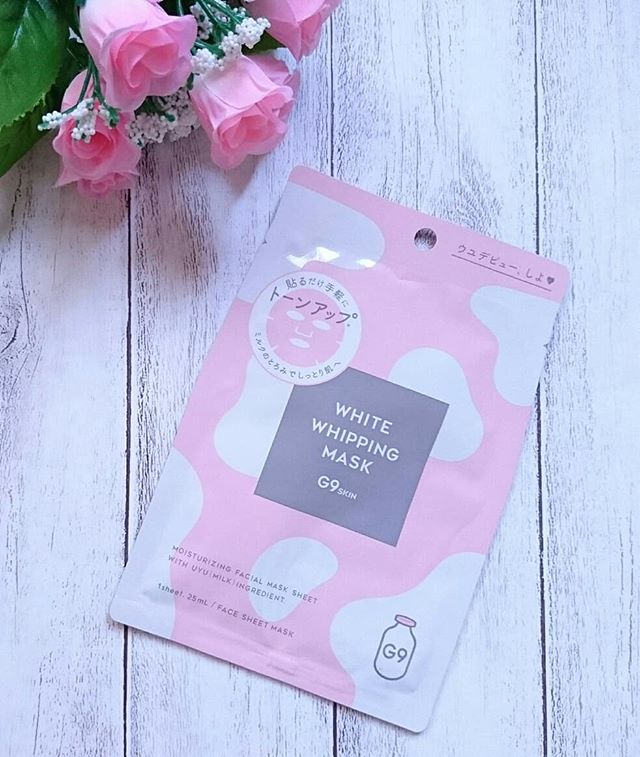 ウユデビュー、しよ♥
貼るだけ手軽に
トーンアップ。
ミルクのとろみでしっとり肌へ
WHITE
WHIPPING
MASK
G9SKIN
MOISTURIZING FACIAL MASK SHEET
WITH UYU(MILK) INGREDIENT.
1sheet. 25mL / FACE SHEET MASK
G9